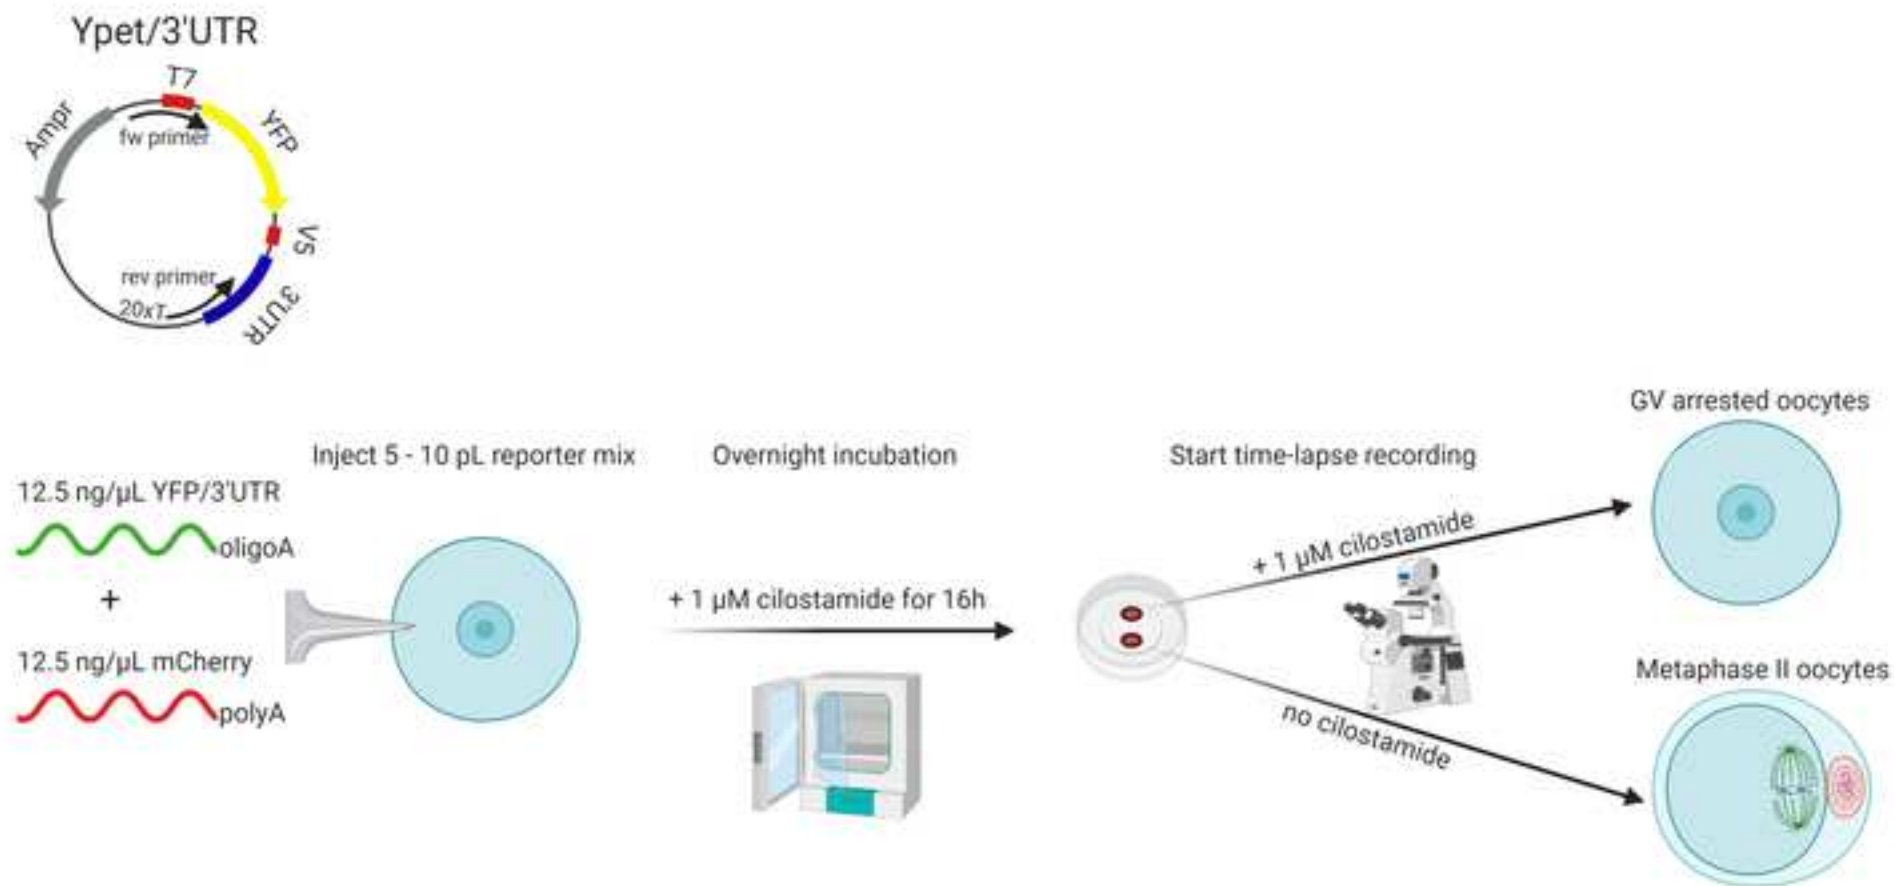 Ypet/3'UTR
T7
Ampr
YFP
fw primer
V5
rev primer
20xT
3'UTR
GV arrested oocytes
Inject 5 - 10 pL reporter mix
Overnight incubation
Start time-lapse recording
12.5 ng/µL YFP/3'UTR
oligoA
+ 1 µM cilostamide
+
+ 1 µM cilostamide for 16h
12.5 ng/µL mCherry
polyA
Metaphase II oocytes
no cilostamide